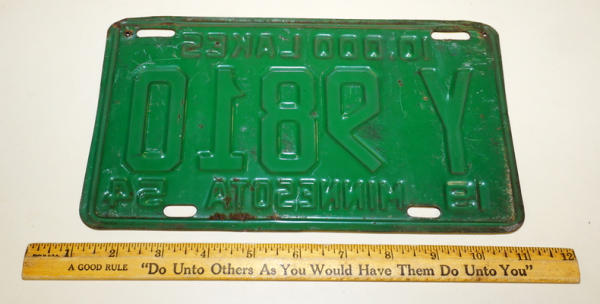 10,000 LAKES
Y 9810
19 MINNESOTA 54
1 2 3 4 5 6 7 8 9 10 11 12
A GOOD RULE "Do Unto Others As You Would Have Them Do Unto You"